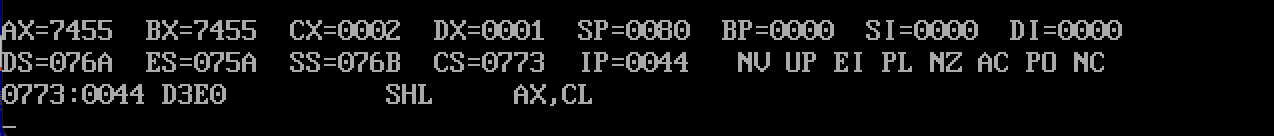 AX=7455 BX=7455 CX=0002 DX=0001 SP=0080 BP=0000 SI=0000 DI=0000
DS=076A ES=075A SS=076B CS=0773 IP=0044 NV UP EI PL NZ AC PO NC
0773:0044 D3E0 SHL AX,CL
_